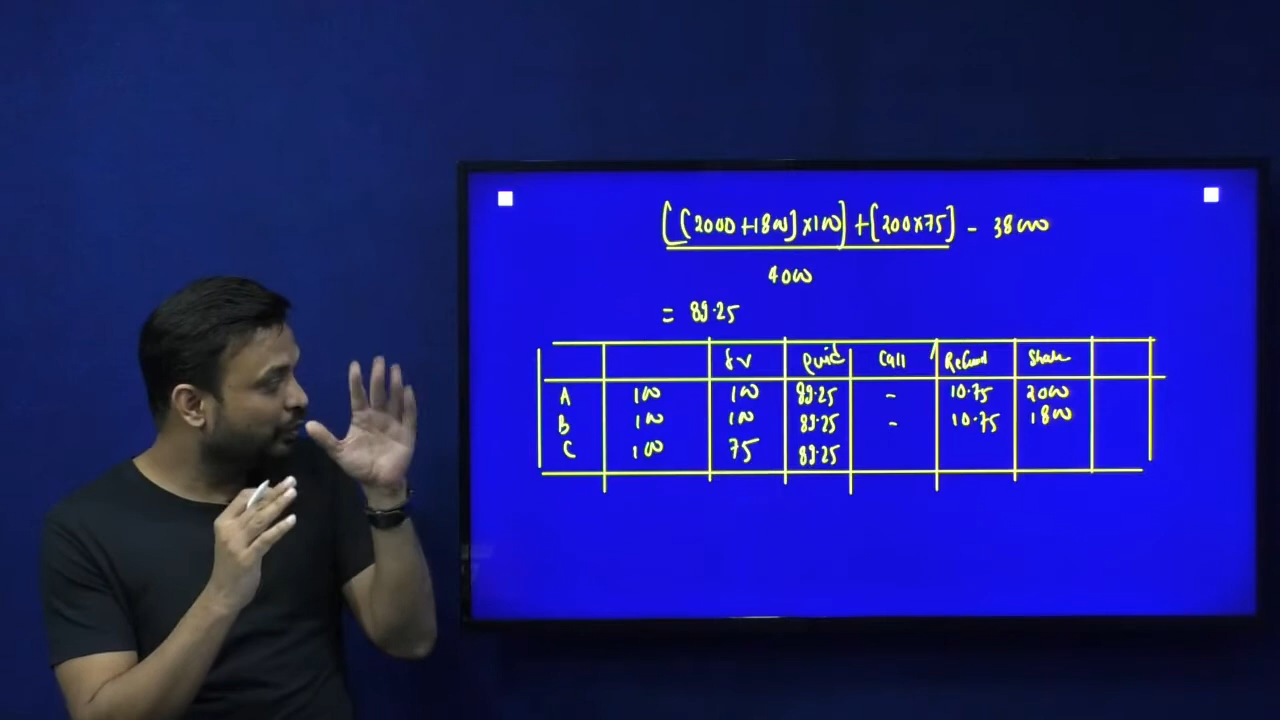 [((2000+1800)×100)+(200×75)] - 38000
4000
= 89.25
FV Paid Call Refund Share
A 100 100 89.25 - 10.75 2000
B 100 100 89.25 - 10.75 1800
C 100 75 89.25